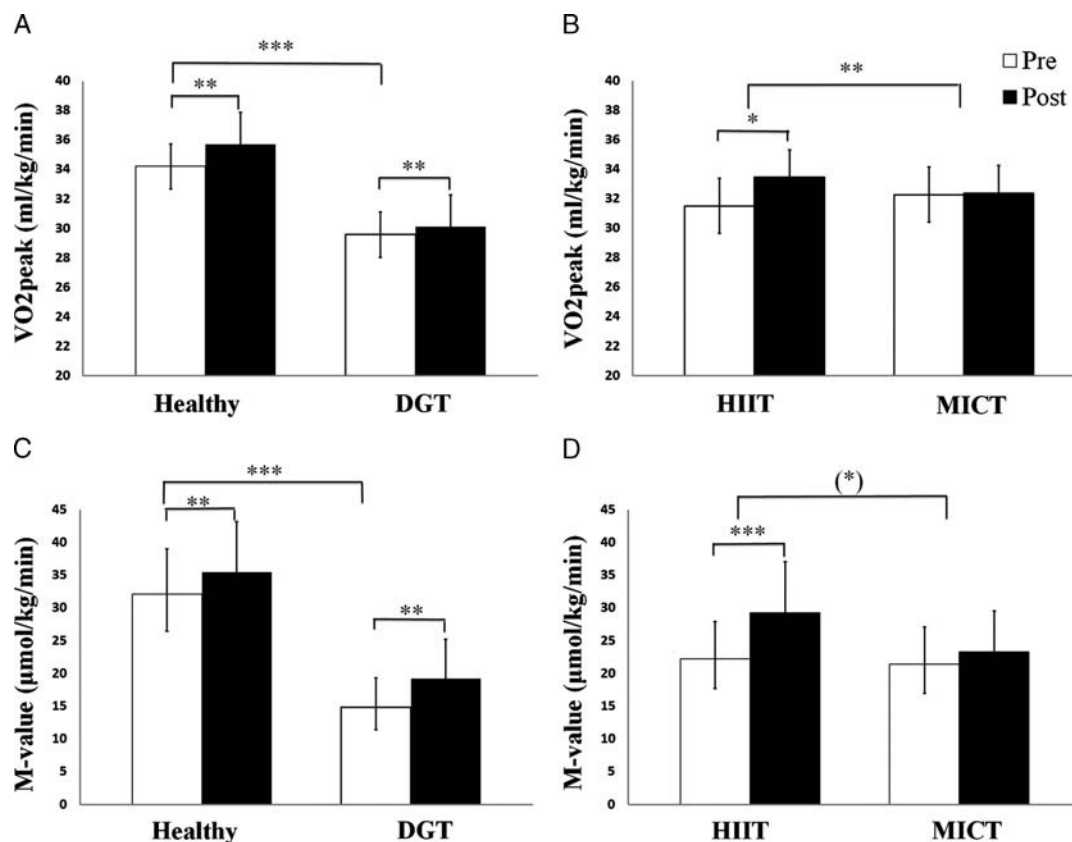 A
***
**
**
40
38
36
34
32
30
28
26
24
22
20
VO2peak (ml/kg/min)
Healthy
DGT
B
Pre
Post
**
*
40
38
36
34
32
30
28
26
24
22
20
VO2peak (ml/kg/min)
HIIT
MICT
C
***
**
**
45
40
35
30
25
20
15
10
5
0
M-value (µmol/kg/min)
Healthy
DGT
D
(*)
***
45
40
35
30
25
20
15
10
5
0
M-value (µmol/kg/min)
HIIT
MICT